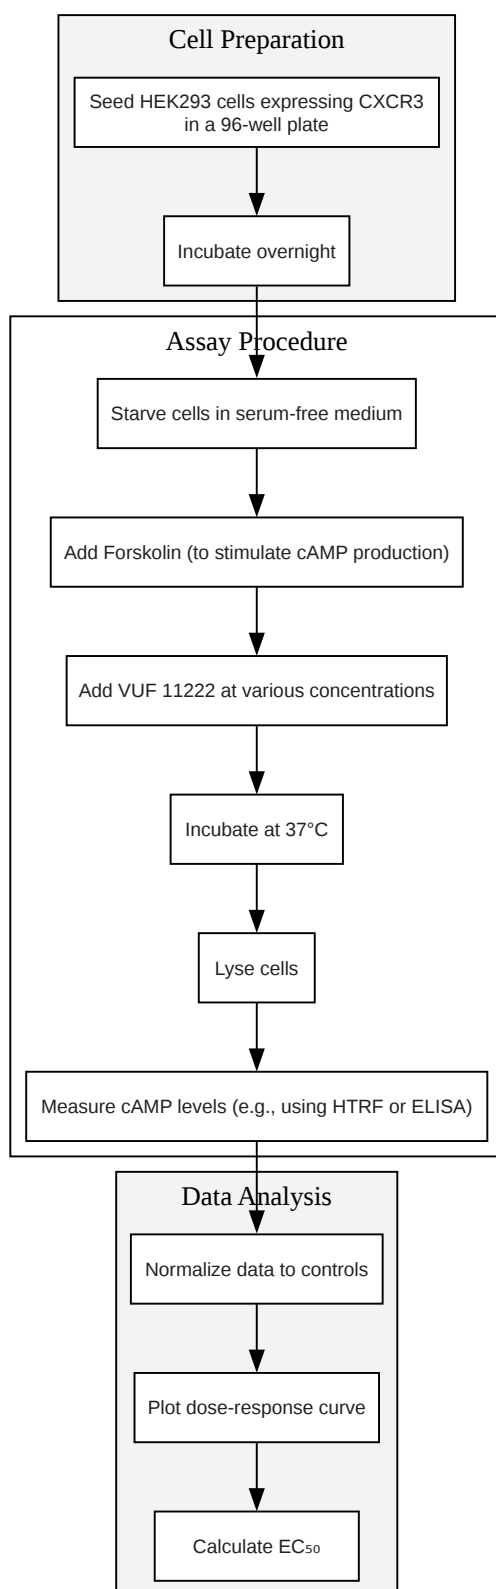 Cell Preparation
Seed HEK293 cells expressing CXCR3
in a 96-well plate
Incubate overnight
Assay Procedure
Starve cells in serum-free medium
Add Forskolin (to stimulate cAMP production)
Add VUF 11222 at various concentrations
Incubate at 37°C
Lyse cells
Measure cAMP levels (e.g., using HTRF or ELISA)
Data Analysis
Normalize data to controls
Plot dose-response curve
Calculate EC₅₀